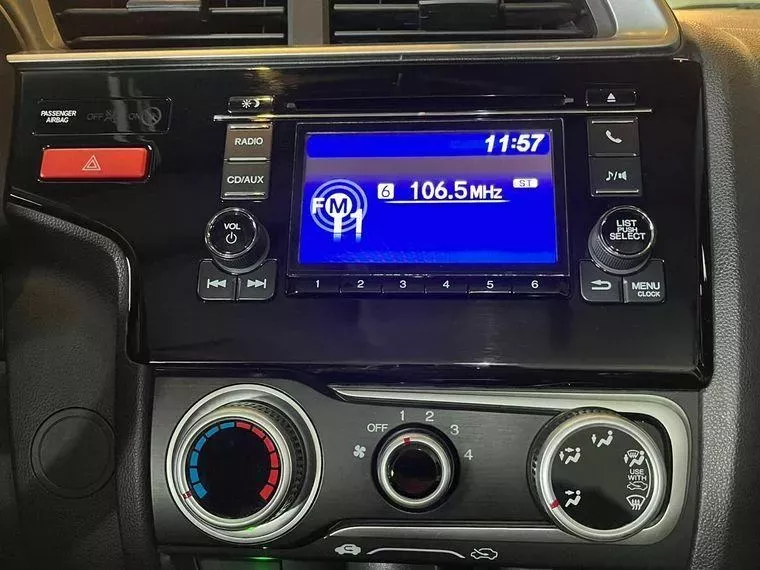 PASSENGER
AIRBAG
OFF
ON
RADIO
CD/AUX
VOL
11:57
FM
6 106.5MHz ST
LIST
PUSH
SELECT
1 2 3 4 5 6
MENU
CLOCK
OFF 1 2 3 4
USE
WITH